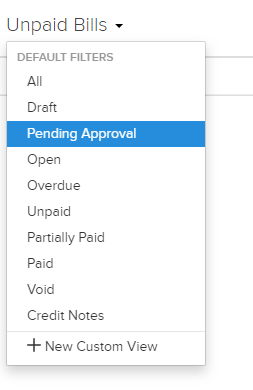 Unpaid Bills
DEFAULT FILTERS
All
Draft
Pending Approval
Open
Overdue
Unpaid
Partially Paid
Paid
Void
Credit Notes
+ New Custom View